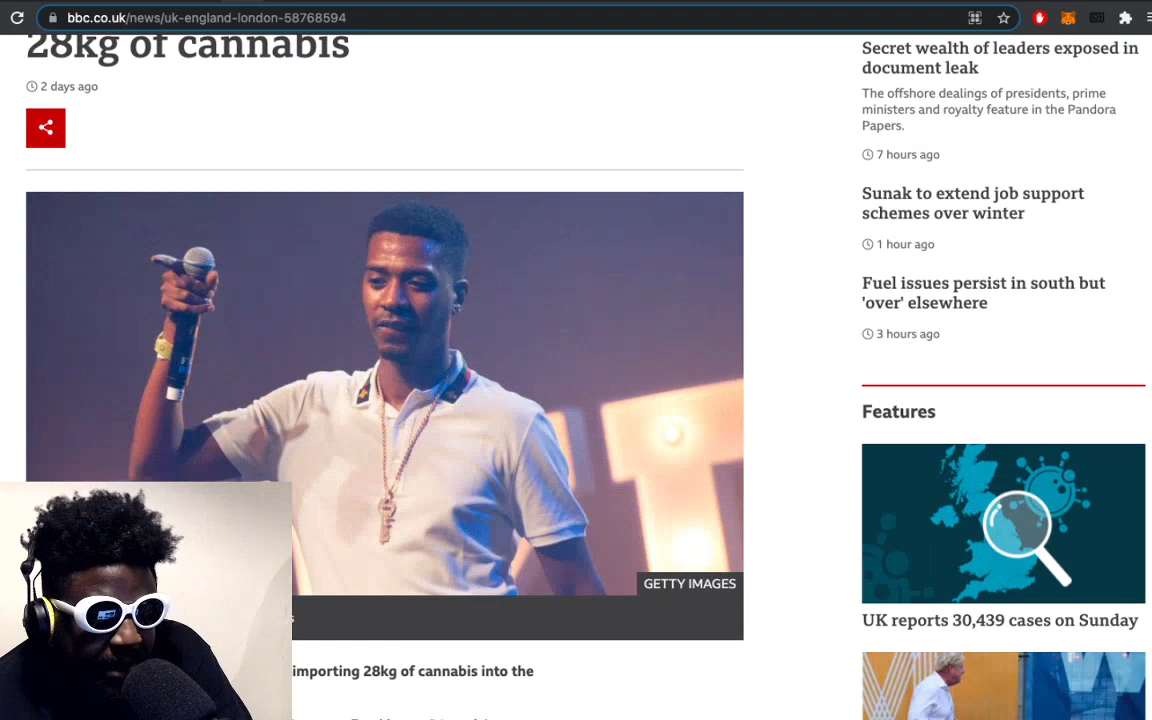 bbc.co.uk/news/uk-england-london-58768594
28kg of cannabis
2 days ago
GETTY IMAGES
importing 28kg of cannabis into the
Secret wealth of leaders exposed in
document leak
The offshore dealings of presidents, prime
ministers and royalty feature in the Pandora
Papers.
7 hours ago
Sunak to extend job support
schemes over winter
1 hour ago
Fuel issues persist in south but
'over' elsewhere
3 hours ago
Features
UK reports 30,439 cases on Sunday